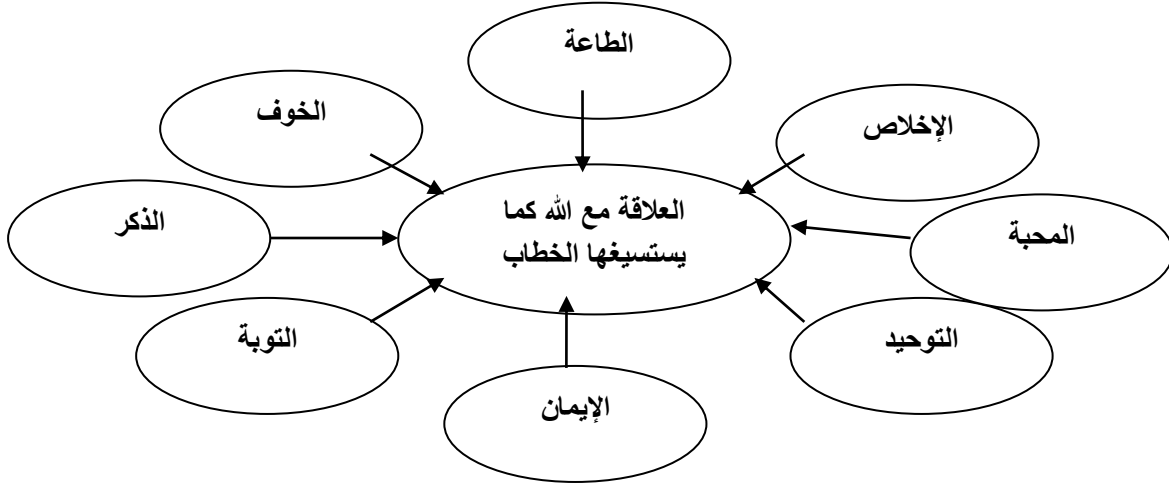 الطاعة
الخوف
الإخلاص
العلاقة مع الله كما
يستسيغها الخطاب
الذكر
المحبة
التوبة
التوحيد
الإيمان